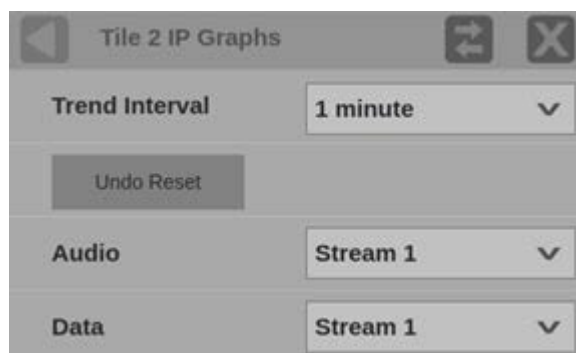 Tile 2 IP Graphs
Trend Interval 1 minute
Undo Reset
Audio Stream 1
Data Stream 1